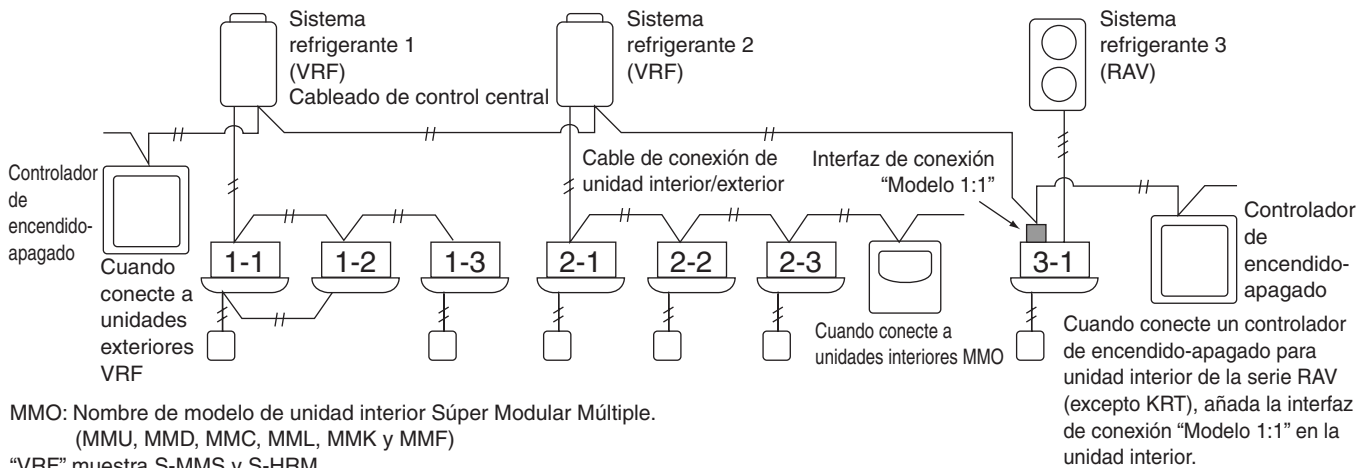 Sistema
refrigerante 1
(VRF)
Cableado de control central
Sistema
refrigerante 2
(VRF)
Sistema
refrigerante 3
(RAV)
Controlador
de
encendido-
apagado
Cuando
conecte a
unidades
exteriores
VRF
Cable de conexión de
unidad interior/exterior
Interfaz de conexión
“Modelo 1:1”
1-1
1-2
1-3
2-1
2-2
2-3
3-1
Cuando conecte a
unidades interiores MMO
Controlador
de
encendido-
apagado
Cuando conecte un controlador
de encendido-apagado para
unidad interior de la serie RAV
(excepto KRT), añada la interfaz
de conexión “Modelo 1:1” en la
unidad interior.
MMO: Nombre de modelo de unidad interior Súper Modular Múltiple.
(MMU, MMD, MMC, MML, MMK y MMF)
“VRF” muestra S-MMS y S-HRM